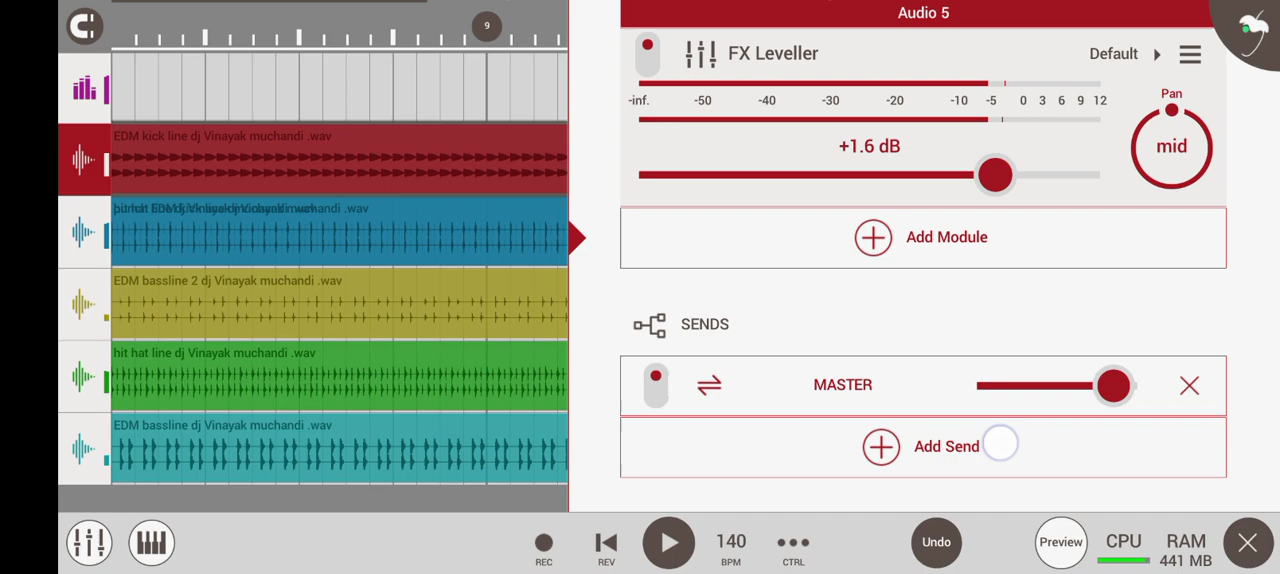 Audio 5
9
FX Leveller
Default
-inf. -50 -40 -30 -20 -10 -5 0 3 6 9 12
Pan
+1.6 dB
mid
EDM kick line dj Vinayak muchandi .wav
muchandi .wav
EDM bassline 2 dj Vinayak muchandi .wav
hit hat line dj Vinayak muchandi .wav
EDM bassline dj Vinayak muchandi .wav
Add Module
SENDS
MASTER
Add Send
REC
REV
140
BPM
CTRL
Undo
Preview
CPU
RAM
441 MB